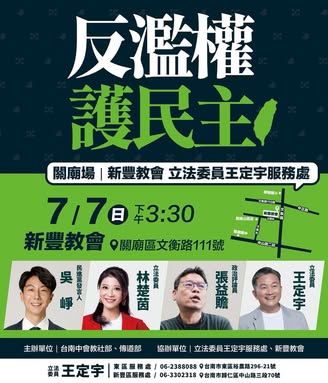 反濫權
護民主
關廟場｜新豐教會 立法委員王定宇服務處
7/7 日 下午3:30
新豐教會 關廟區文衡路111號
民進黨發言人 吳崢
立法委員 林楚茵
政治評議員 張益贍
立法委員 王定宇
主辦單位｜台南中會教社部、傳道部 協辦單位｜立法委員王定宇服務處、新豐教會
立法委員 王定宇
東區服務處 / 06-2388088 台南市東區裕農路296-21號
新豐區服務處 / 06-3302318 台南市歸仁區中山路三段70號